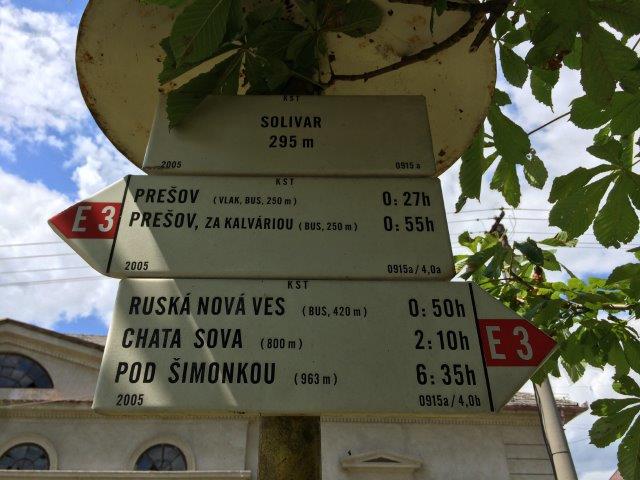 KST
SOLIVAR
295 m
2005 0915 a
KST
PREŠOV (VLAK, BUS, 250 m) 0:27h
E 3
PREŠOV, ZA KALVÁRIOU (BUS, 250 m) 0:55h
2005 0915a/4,0a
KST
RUSKÁ NOVÁ VES (BUS, 420 m) 0:50h
CHATA SOVA (800 m) 2:10h
E 3
POD ŠIMONKOU (963 m) 6:35h
2005 0915a/4,0b